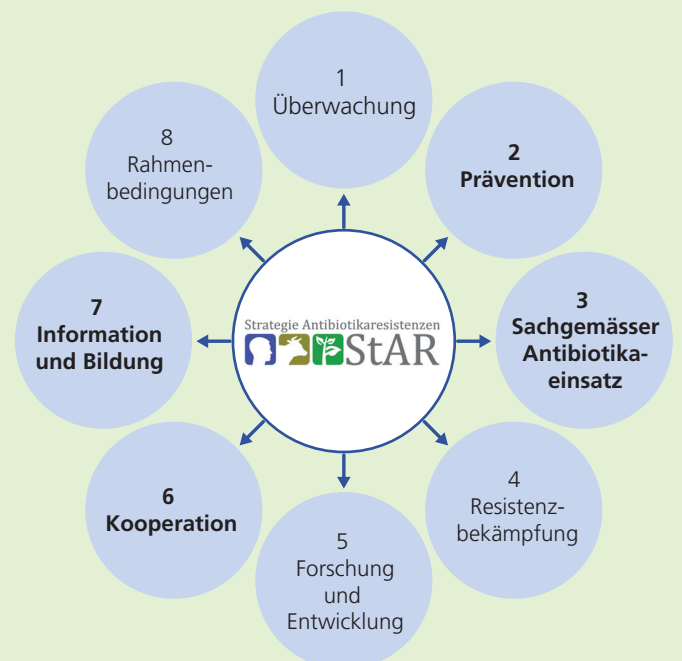 1
Überwachung
2
Prävention
3
Sachgemässer
Antibiotika-
einsatz
4
Resistenz-
bekämpfung
5
Forschung
und
Entwicklung
6
Kooperation
7
Information
und Bildung
8
Rahmen-
bedingungen
Strategie Antibiotikaresistenzen
StAR